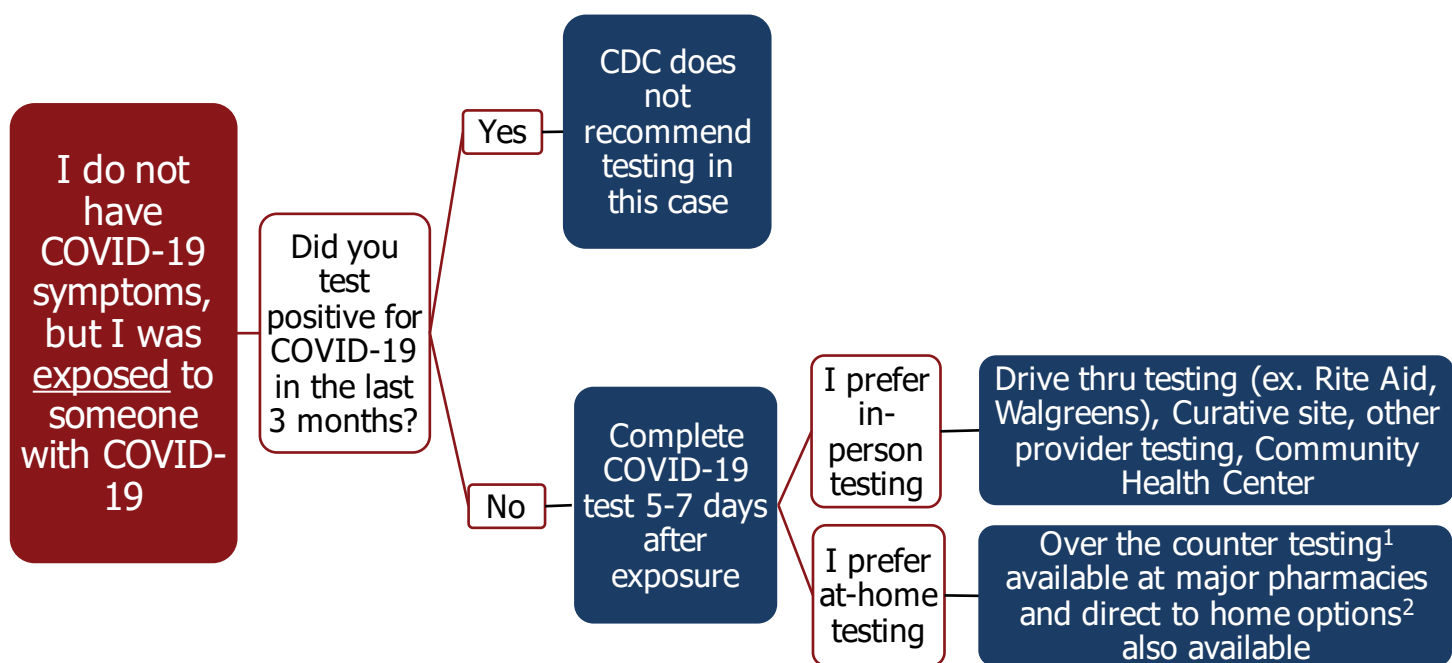 I do not
have
COVID-19
symptoms,
but I was
exposed to
someone
with COVID-
19
Did you
test
positive for
COVID-19
in the last
3 months?
Yes
CDC does
not
recommend
testing in
this case
No
Complete
COVID-19
test 5-7 days
after
exposure
I prefer
in-
person
testing
Drive thru testing (ex. Rite Aid,
Walgreens), Curative site, other
provider testing, Community
Health Center
I prefer
at-home
testing
Over the counter testing¹
available at major pharmacies
and direct to home options²
also available